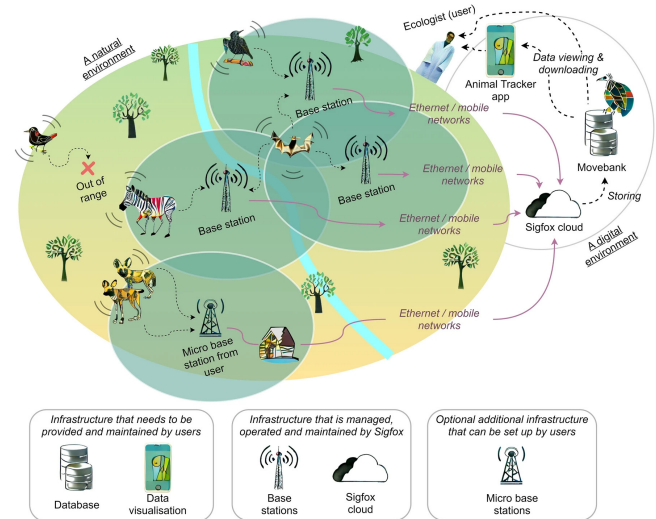 A natural
environment
Ecologist (user)
Animal Tracker
app
Data viewing &
downloading
Movebank
Storing
Sigfox cloud
A digital
environment
Base station
Ethernet / mobile
networks
Out of
range
Base station
Ethernet / mobile
networks
Base station
Ethernet / mobile
networks
Micro base
station from
user
Ethernet / mobile
networks
Infrastructure that needs to be
provided and maintained by users
Database
Data
visualisation
Infrastructure that is managed,
operated and maintained by Sigfox
Base
stations
Sigfox
cloud
Optional additional infrastructure
that can be set up by users
Micro base
stations